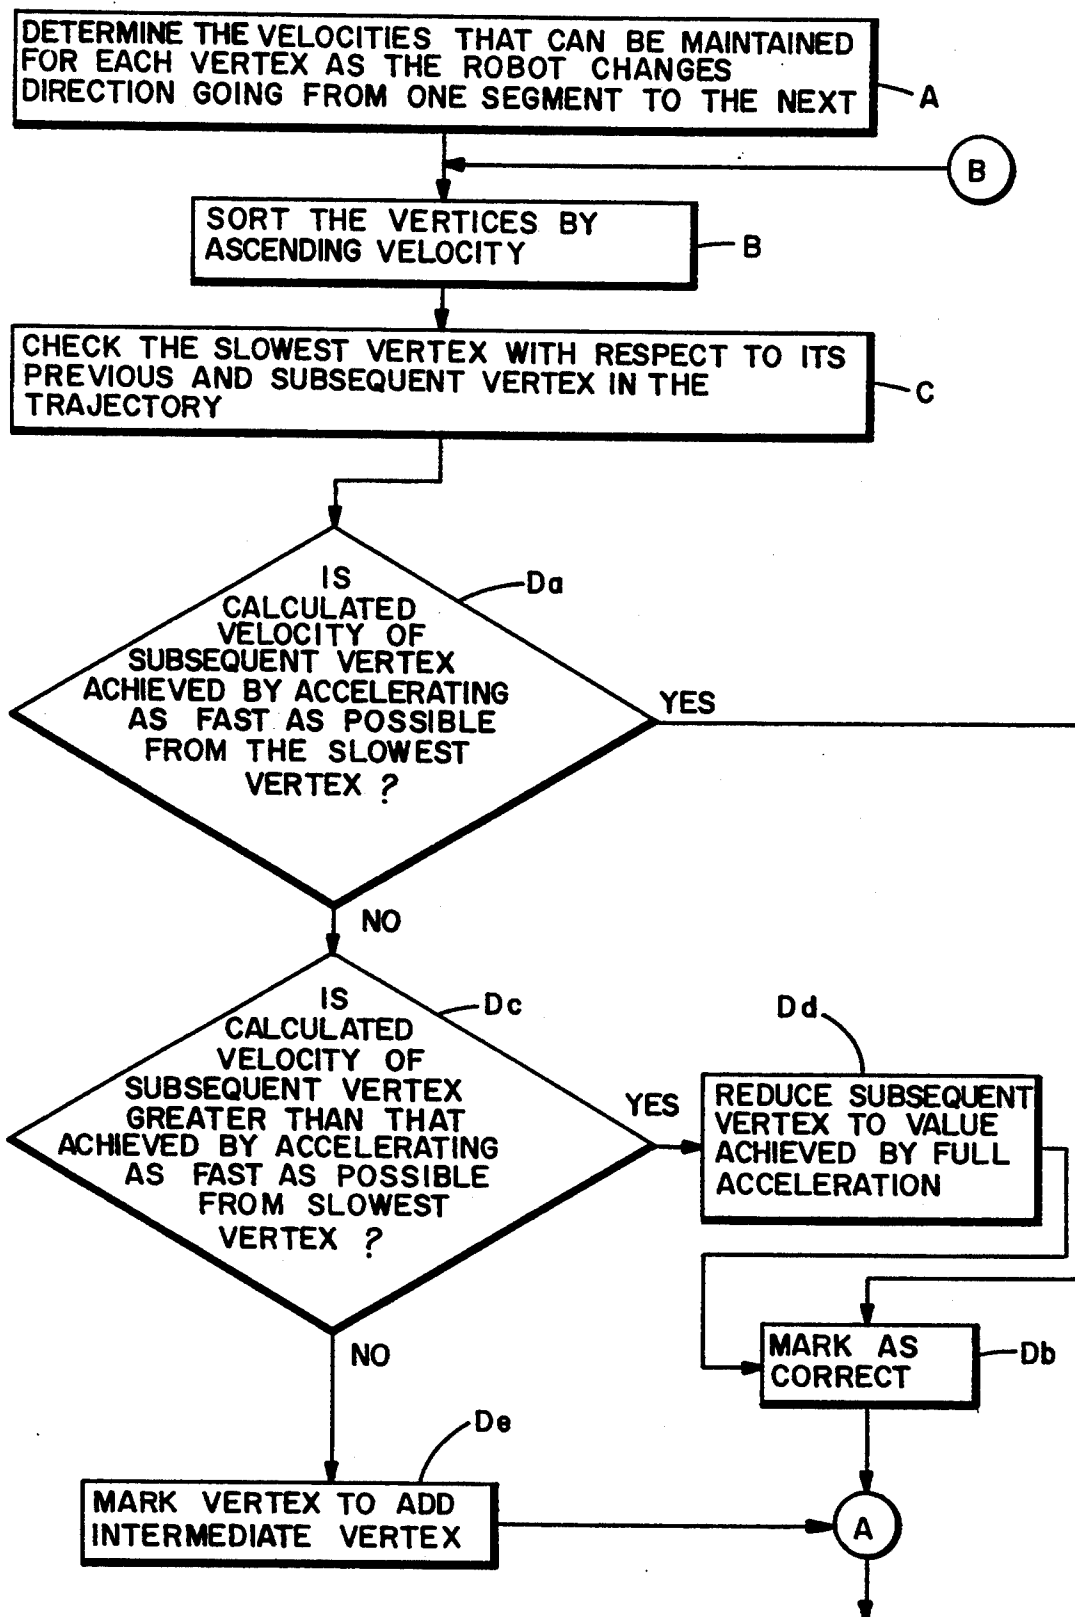 DETERMINE THE VELOCITIES THAT CAN BE MAINTAINED
FOR EACH VERTEX AS THE ROBOT CHANGES
DIRECTION GOING FROM ONE SEGMENT TO THE NEXT
A
B
SORT THE VERTICES BY
ASCENDING VELOCITY
B
CHECK THE SLOWEST VERTEX WITH RESPECT TO ITS
PREVIOUS AND SUBSEQUENT VERTEX IN THE
TRAJECTORY
C
IS
CALCULATED
VELOCITY OF
SUBSEQUENT VERTEX
ACHIEVED BY ACCELERATING
AS FAST AS POSSIBLE
FROM THE SLOWEST
VERTEX ?
Da
YES
NO
IS
CALCULATED
VELOCITY OF
SUBSEQUENT VERTEX
GREATER THAN THAT
ACHIEVED BY ACCELERATING
AS FAST AS POSSIBLE
FROM SLOWEST
VERTEX ?
Dc
YES
Dd
REDUCE SUBSEQUENT
VERTEX TO VALUE
ACHIEVED BY FULL
ACCELERATION
NO
MARK AS
CORRECT
Db
De
MARK VERTEX TO ADD
INTERMEDIATE VERTEX
A